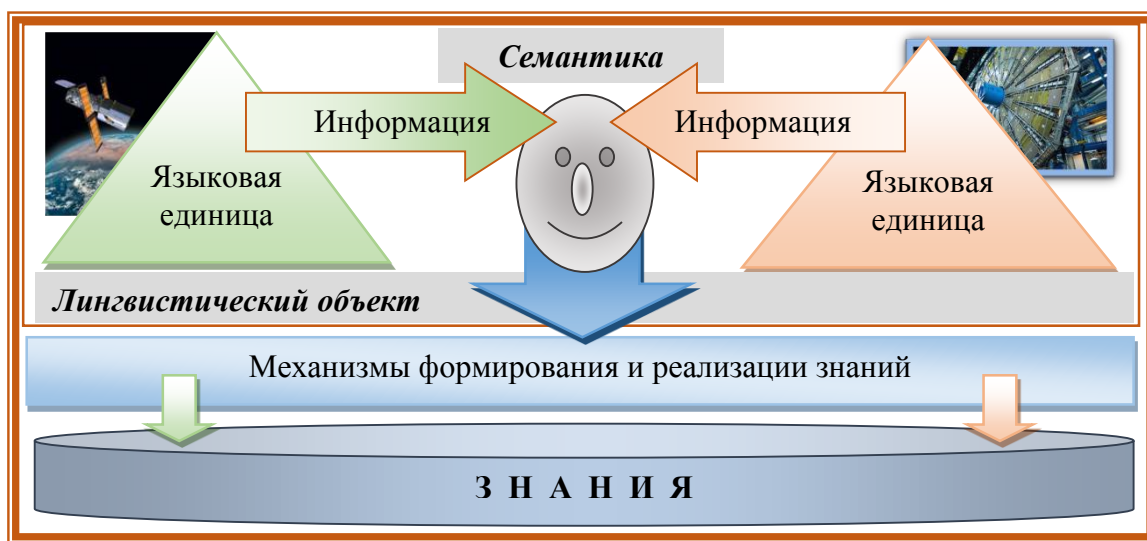 Семантика
Информация
Информация
Языковая
единица
Языковая
единица
Лингвистический объект
Механизмы формирования и реализации знаний
З Н А Н И Я